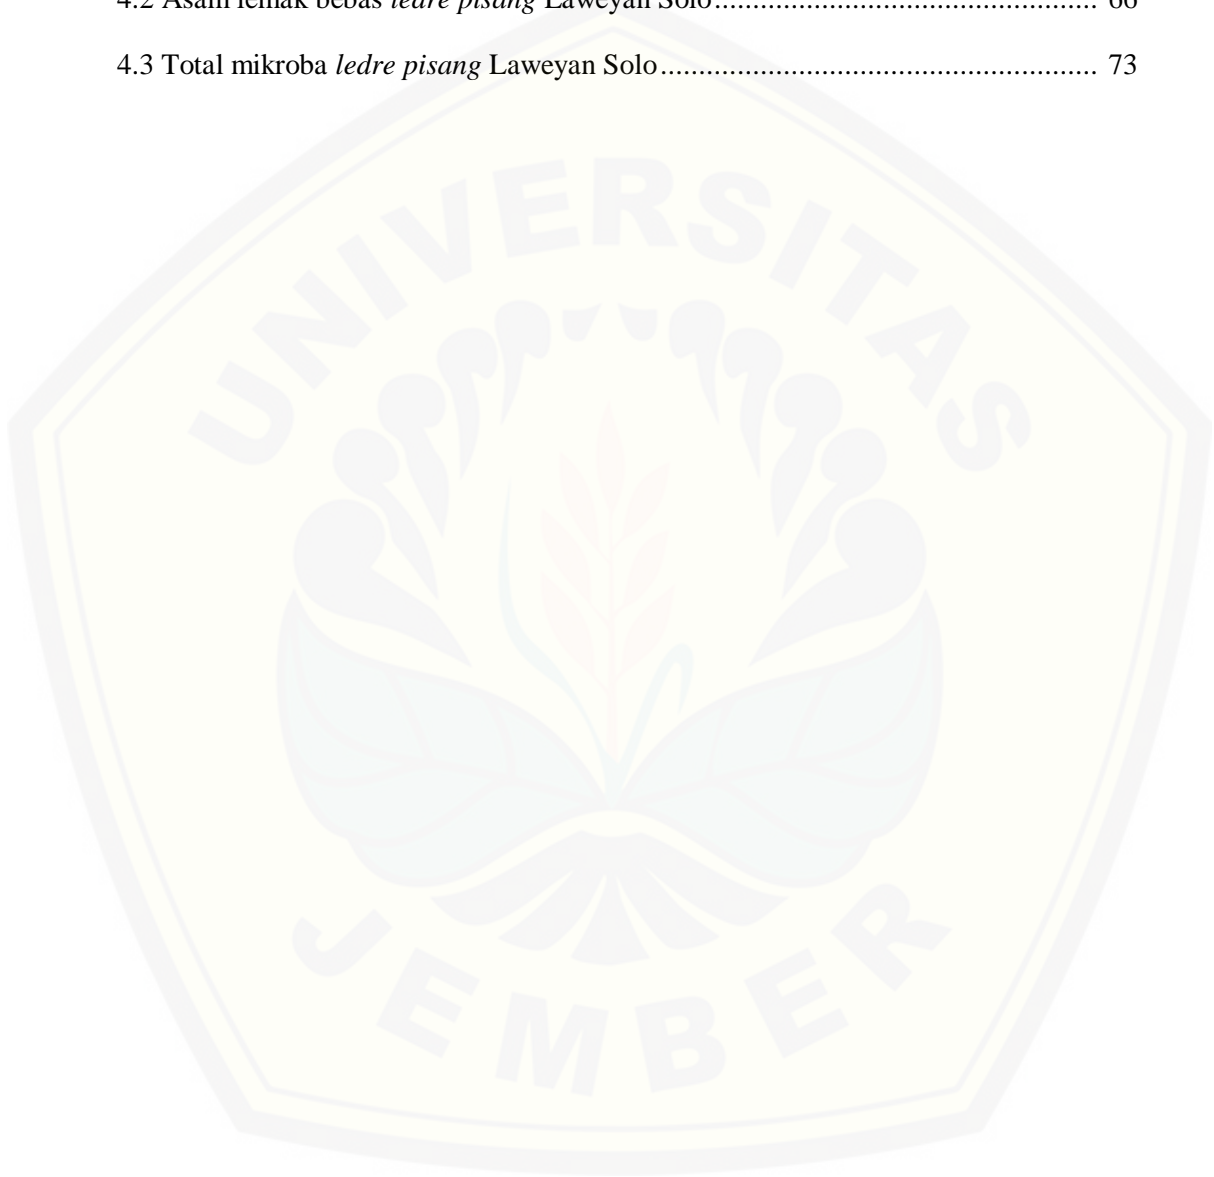 4.2 Asam lemak bebas ledre pisang Laweyan Solo.................................................. 66
4.3 Total mikroba ledre pisang Laweyan Solo......................................................... 73
UNIVERSITAS
JEMBER